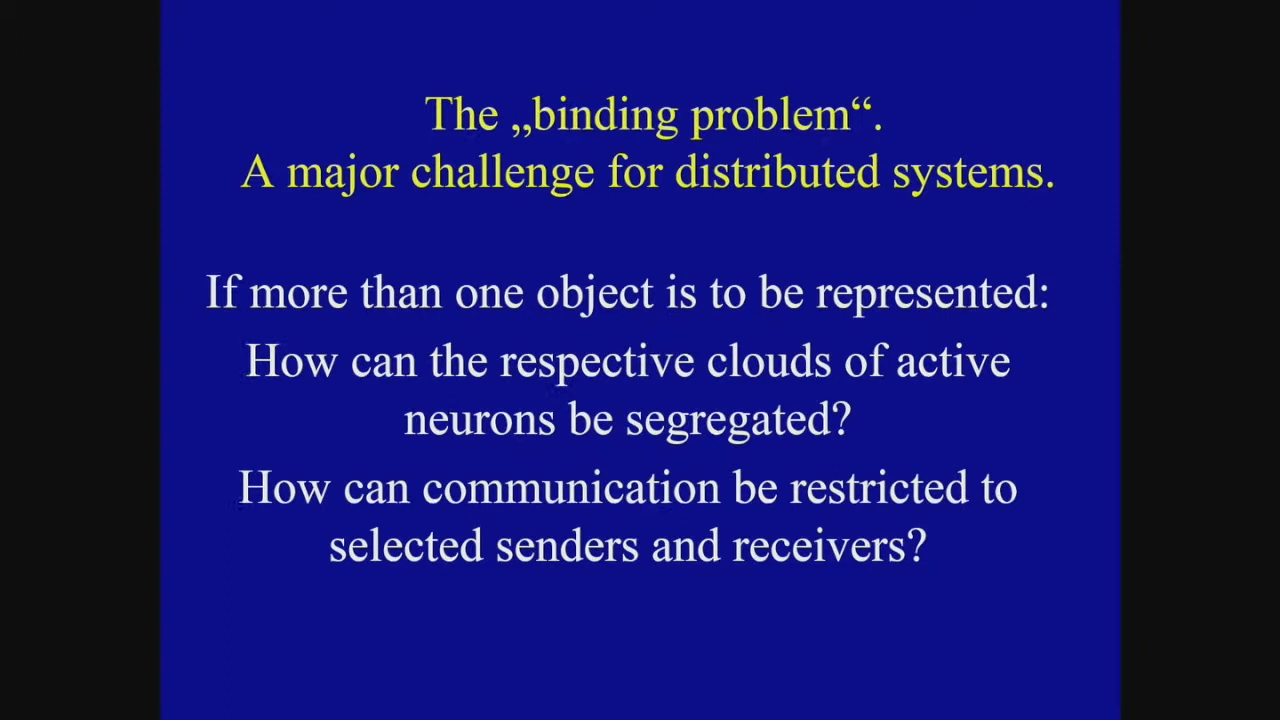 The „binding problem“.
A major challenge for distributed systems.
If more than one object is to be represented:
How can the respective clouds of active
neurons be segregated?
How can communication be restricted to
selected senders and receivers?